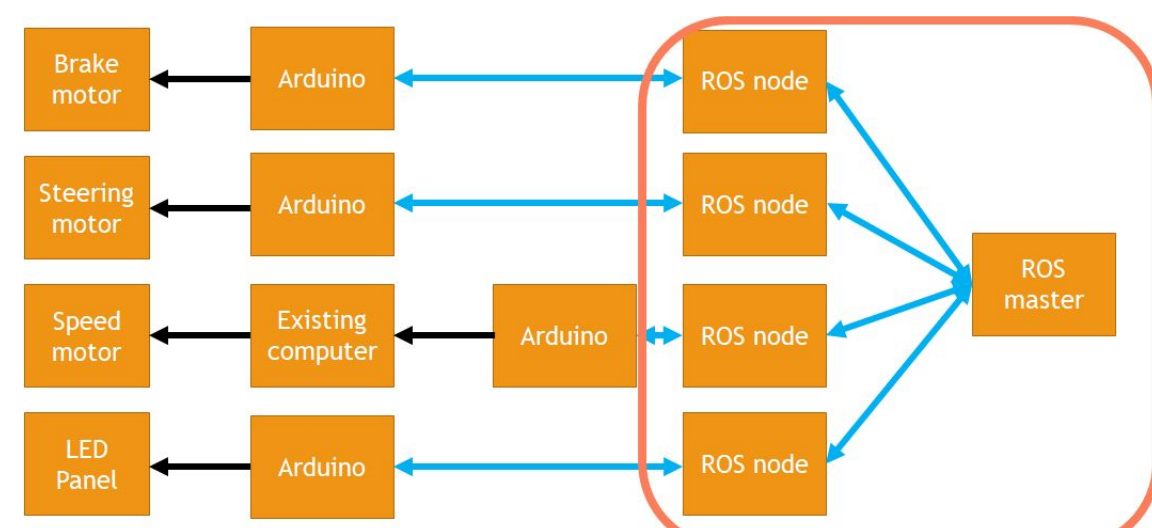 Brake
motor
Arduino
ROS node
Steering
motor
Arduino
ROS node
ROS
master
Speed
motor
Existing
computer
Arduino
ROS node
LED
Panel
Arduino
ROS node